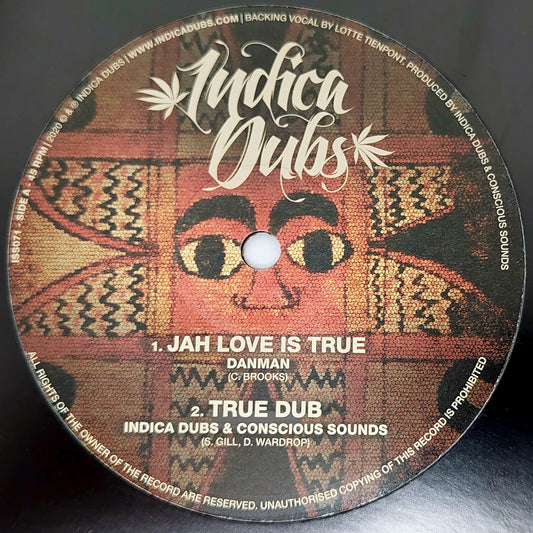 ISS071 - SIDE A - 45 RPM | 2020 © & ℗ INDICA DUBS | WWW.INDICADUBS.COM | BACKING VOCAL BY LOTTE TIENPONT. PRODUCED BY INDICA DUBS & CONSCIOUS SOUNDS
Indica
Dubs
1. JAH LOVE IS TRUE
DANMAN
(C. BROOKS)
2. TRUE DUB
INDICA DUBS & CONSCIOUS SOUNDS
(S. GILL, D. WARDROP)
ALL RIGHTS OF THE OWNER OF THE RECORD ARE RESERVED. UNAUTHORISED COPYING OF THIS RECORD IS PROHIBITED